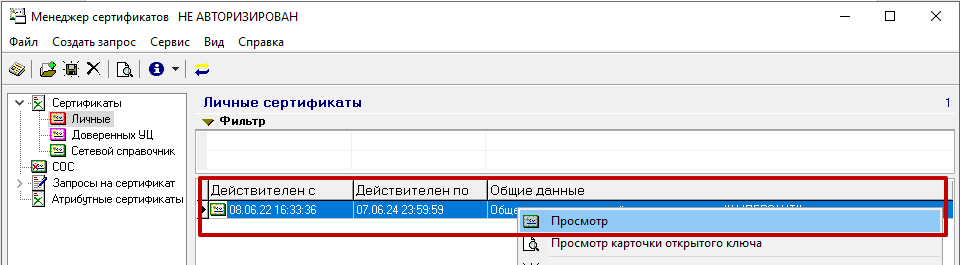 Менеджер сертификатов НЕ АВТОРИЗИРОВАН
Файл Создать запрос Сервис Вид Справка
Сертификаты
Личные
Доверенных УЦ
Сетевой справочник
СОС
Запросы на сертификат
Атрибутные сертификаты
Личные сертификаты 1
Фильтр
Действителен с Действителен по Общие данные
08.06.22 16:33:36 07.06.24 23:59:59
Просмотр
Просмотр карточки открытого ключа